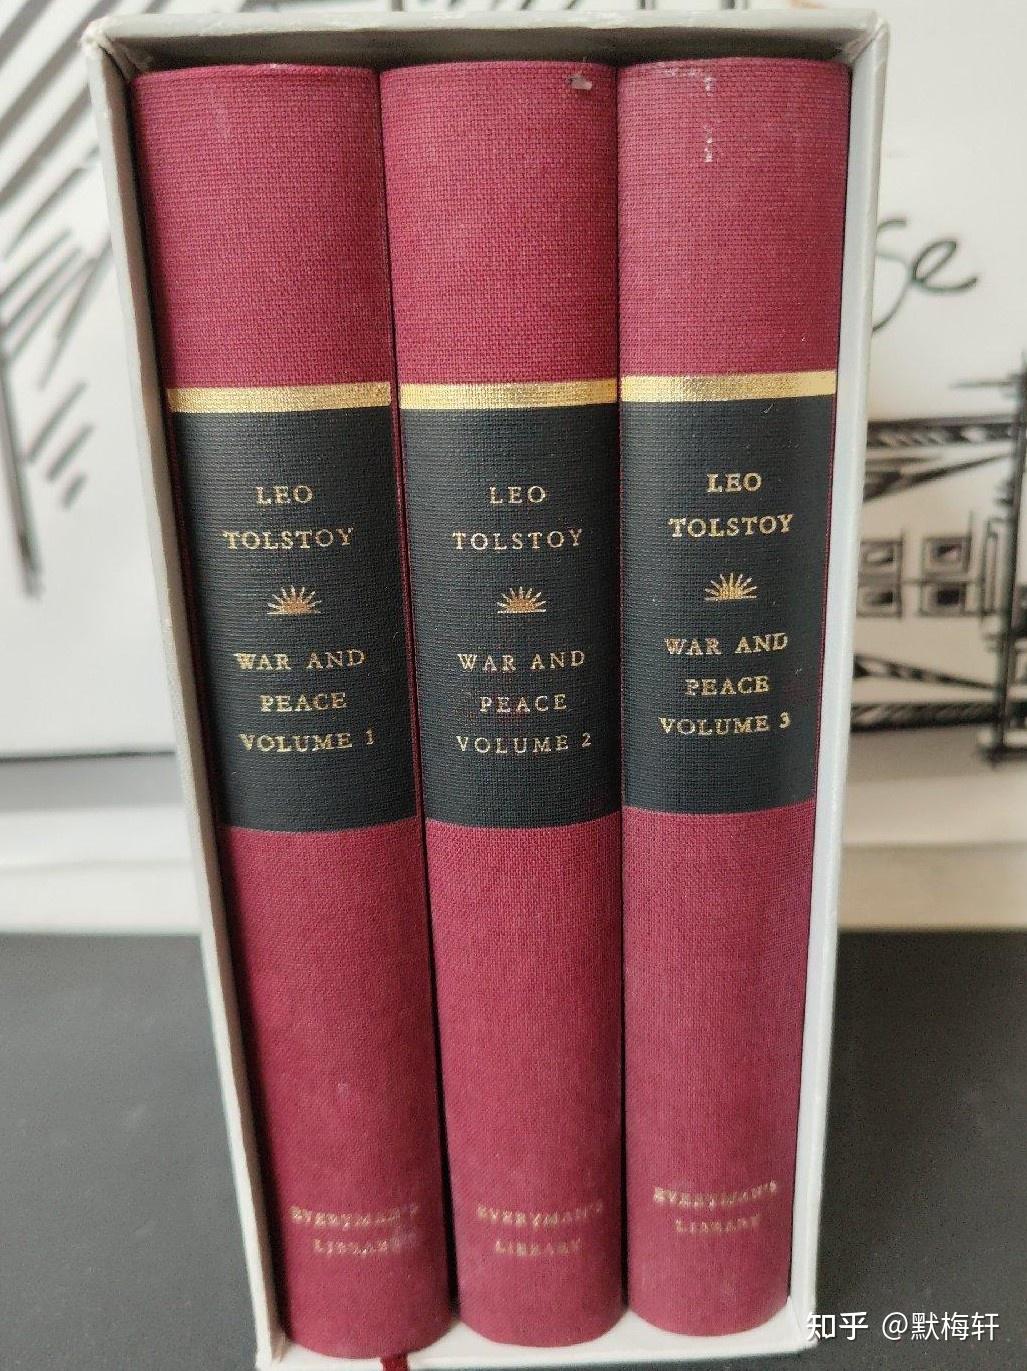 LEO
TOLSTOY
WAR AND
PEACE
VOLUME 1
EVERYMAN'S
LIBRARY
LEO
TOLSTOY
WAR AND
PEACE
VOLUME 2
EVERYMAN'S
LIBRARY
LEO
TOLSTOY
WAR AND
PEACE
VOLUME 3
EVERYMAN'S
LIBRARY
知乎 @默梅轩